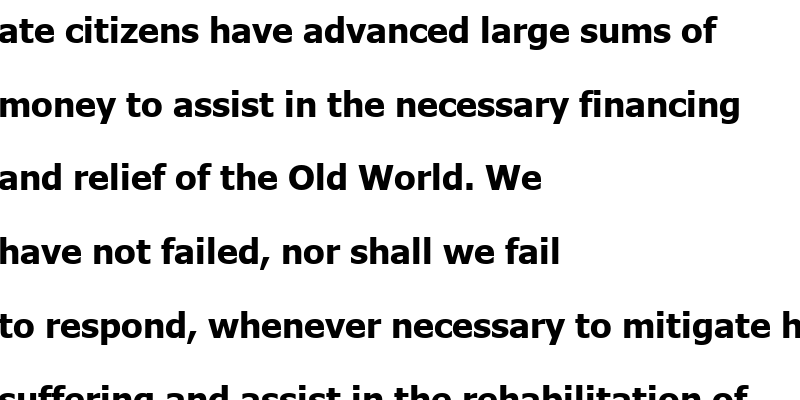 ate citizens have advanced large sums of
money to assist in the necessary financing
and relief of the Old World. We
have not failed, nor shall we fail
to respond, whenever necessary to mitigate h
suffering and assist in the rehabilitation of